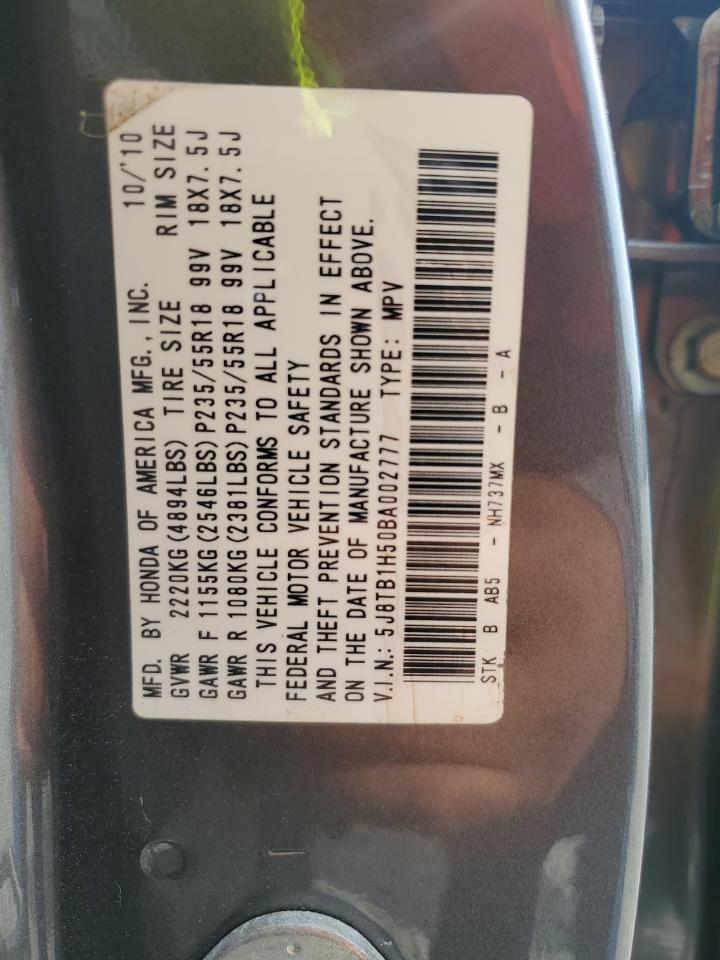 MFD. BY HONDA OF AMERICA MFG., INC. 10/'10
GVWR 2220KG(4894LBS) TIRE SIZE RIM SIZE
GAWR F 1155KG(2546LBS)P235/55R18 99V 18X7.5J
GAWR R 1080KG(2381LBS)P235/55R18 99V 18X7.5J
THIS VEHICLE CONFORMS TO ALL APPLICABLE
FEDERAL MOTOR VEHICLE SAFETY
AND THEFT PREVENTION STANDARDS IN EFFECT
ON THE DATE OF MANUFACTURE SHOWN ABOVE.
V.I.N.: 5J8TB1H50BA002777 TYPE: MPV
STK B AB5 - NH737MX - B - A